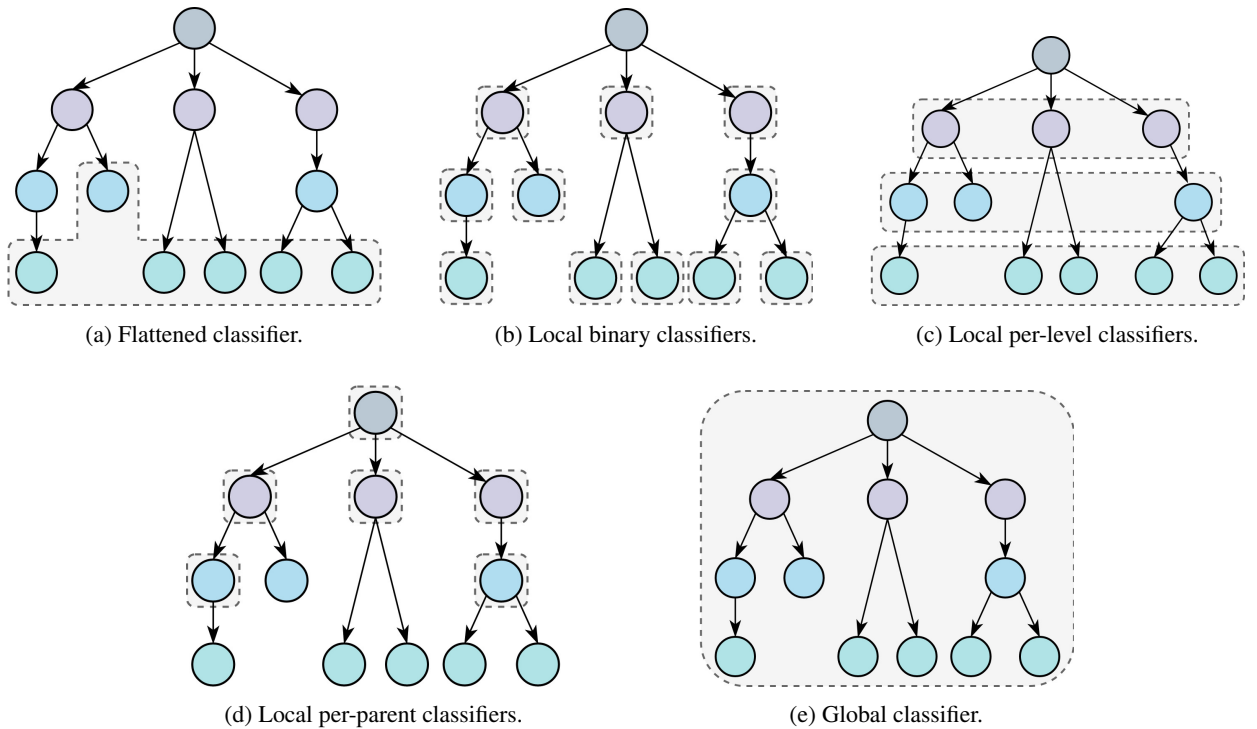 (a) Flattened classifier.
(b) Local binary classifiers.
(c) Local per-level classifiers.
(d) Local per-parent classifiers.
(e) Global classifier.